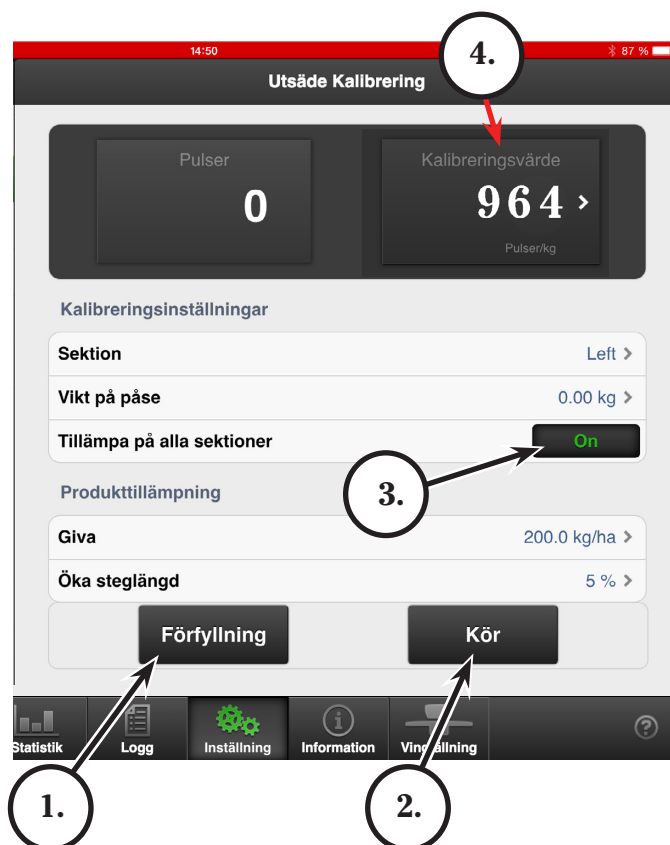 4.
14:50 87 %
Utsäde Kalibrering
Pulser Kalibreringsvärde
0 964
Pulser/kg
Kalibreringsinställningar
Sektion Left
Vikt på påse 0.00 kg
Tillämpa på alla sektioner On
3.
Produkttillämpning
Giva 200.0 kg/ha
Öka steglängd 5 %
Förfyllning Kör
Statistik Logg Inställning Information ?
1. 2.